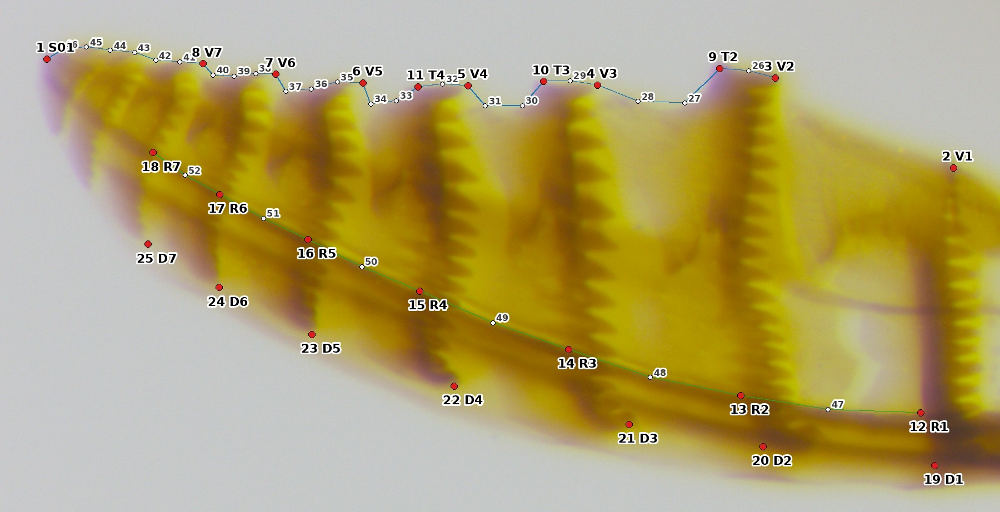 1 S01
46
45
44
43
42
41
8 V7
40
39
38
7 V6
37
36
35
6 V5
34
33
11 T4
32
5 V4
31
30
10 T3
29
4 V3
28
27
9 T2
26
3 V2
2 V1
18 R7
52
17 R6
51
16 R5
50
15 R4
49
14 R3
48
13 R2
47
12 R1
25 D7
24 D6
23 D5
22 D4
21 D3
20 D2
19 D1